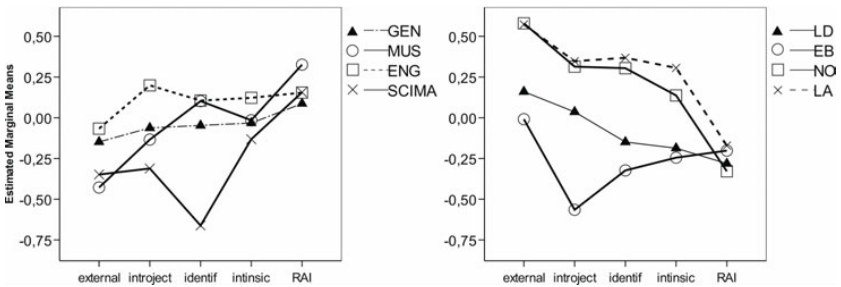 Estimated Marginal Means
0,50
0,25
0,00
-0,25
-0,50
-0,75
external introject identif intinsic RAI
GEN
MUS
ENG
SCIMA
0,50
0,25
0,00
-0,25
-0,50
-0,75
external introject identif intinsic RAI
LD
EB
NO
LA